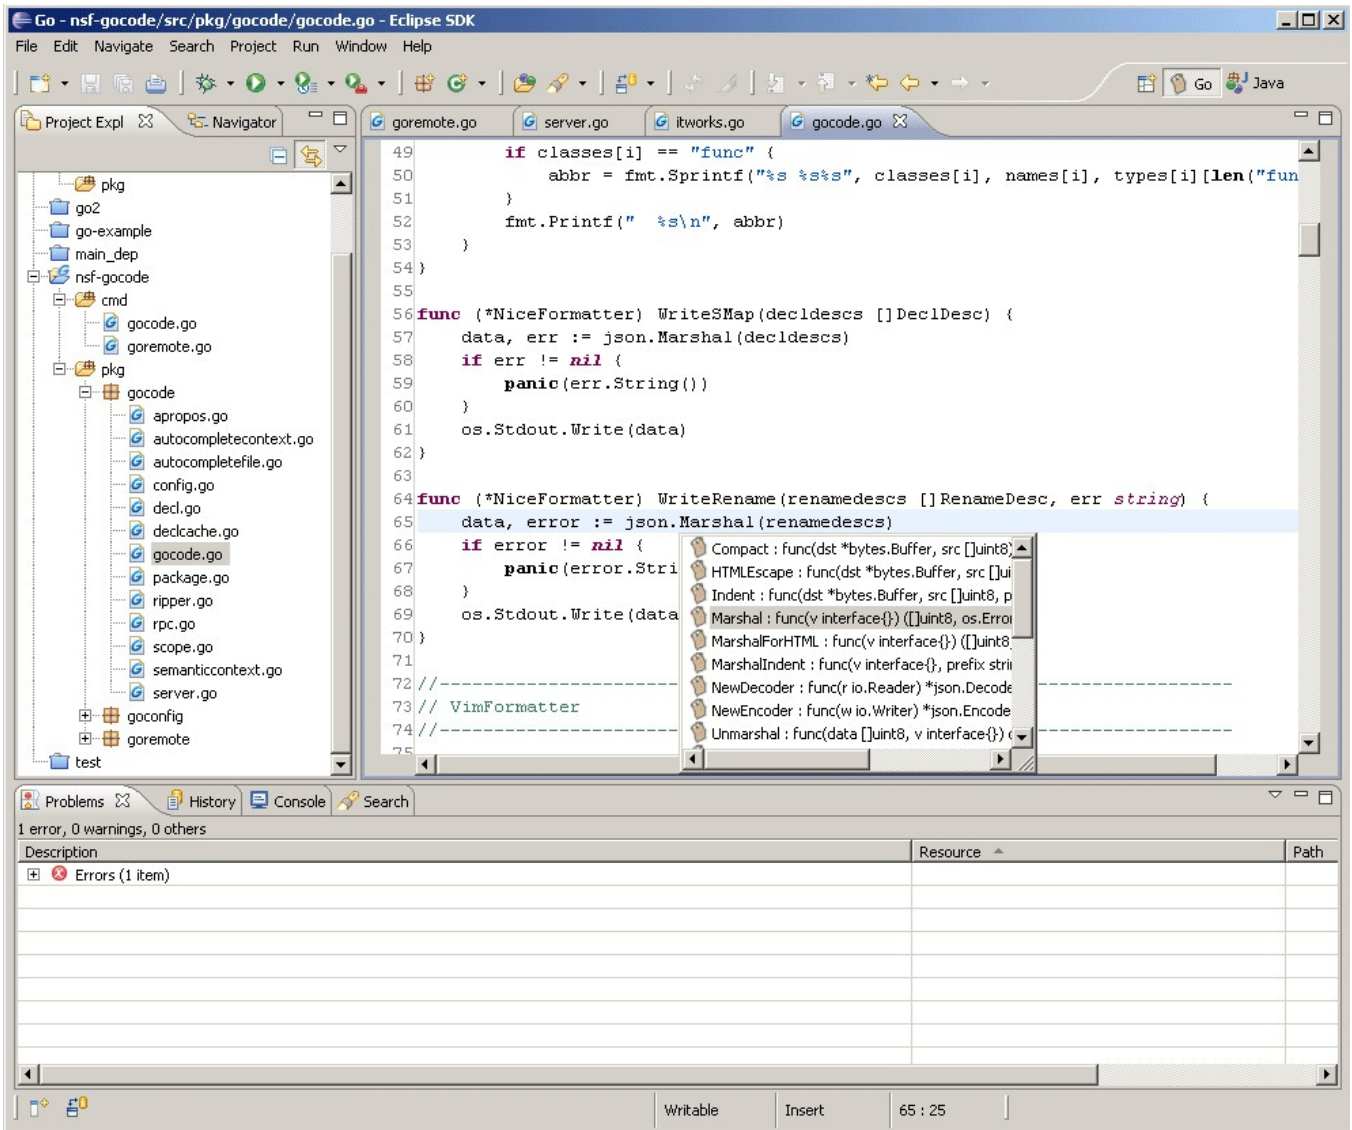 Go - nsf-gocode/src/pkg/gocode/gocode.go - Eclipse SDK
File Edit Navigate Search Project Run Window Help
Go Java
Project Expl Navigator
pkg
go2
go-example
main_dep
nsf-gocode
cmd
gocode.go
goremote.go
pkg
gocode
apropos.go
autocompletecontext.go
autocompletefile.go
config.go
decl.go
declcache.go
gocode.go
package.go
ripper.go
rpc.go
scope.go
semanticcontext.go
server.go
goconfig
goremote
test
goremote.go server.go itworks.go gocode.go
49 if classes[i] == "func" {
50 abbr = fmt.Sprintf("%s %s%s", classes[i], names[i], types[i][len("fun
51 }
52 fmt.Printf("  %s\n", abbr)
53 }
54 }
55
56 func (*NiceFormatter) WriteSMap(decldescs []DeclDesc) {
57 data, err := json.Marshal(decldescs)
58 if err != nil {
59 panic(err.String())
60 }
61 os.Stdout.Write(data)
62 }
63
64 func (*NiceFormatter) WriteRename(renamedescs []RenameDesc, err string) {
65 data, error := json.Marshal(renamedescs)
66 if error != nil {
67 panic(error.Stri
68 }
69 os.Stdout.Write(data
70 }
71
72 //------------------------------------------------------------------
73 // VimFormatter
74 //------------------------------------------------------------------
75
Compact : func(dst *bytes.Buffer, src []uint8)
HTMLEscape : func(dst *bytes.Buffer, src []ui
Indent : func(dst *bytes.Buffer, src []uint8, p
Marshal : func(v interface{}) ([]uint8, os.Error
MarshalForHTML : func(v interface{}) ([]uint8,
MarshalIndent : func(v interface{}, prefix stri
NewDecoder : func(r io.Reader) *json.Decode
NewEncoder : func(w io.Writer) *json.Encode
Unmarshal : func(data []uint8, v interface{})
Problems History Console Search
1 error, 0 warnings, 0 others
Description Resource Path
Errors (1 item)
Writable Insert 65 : 25